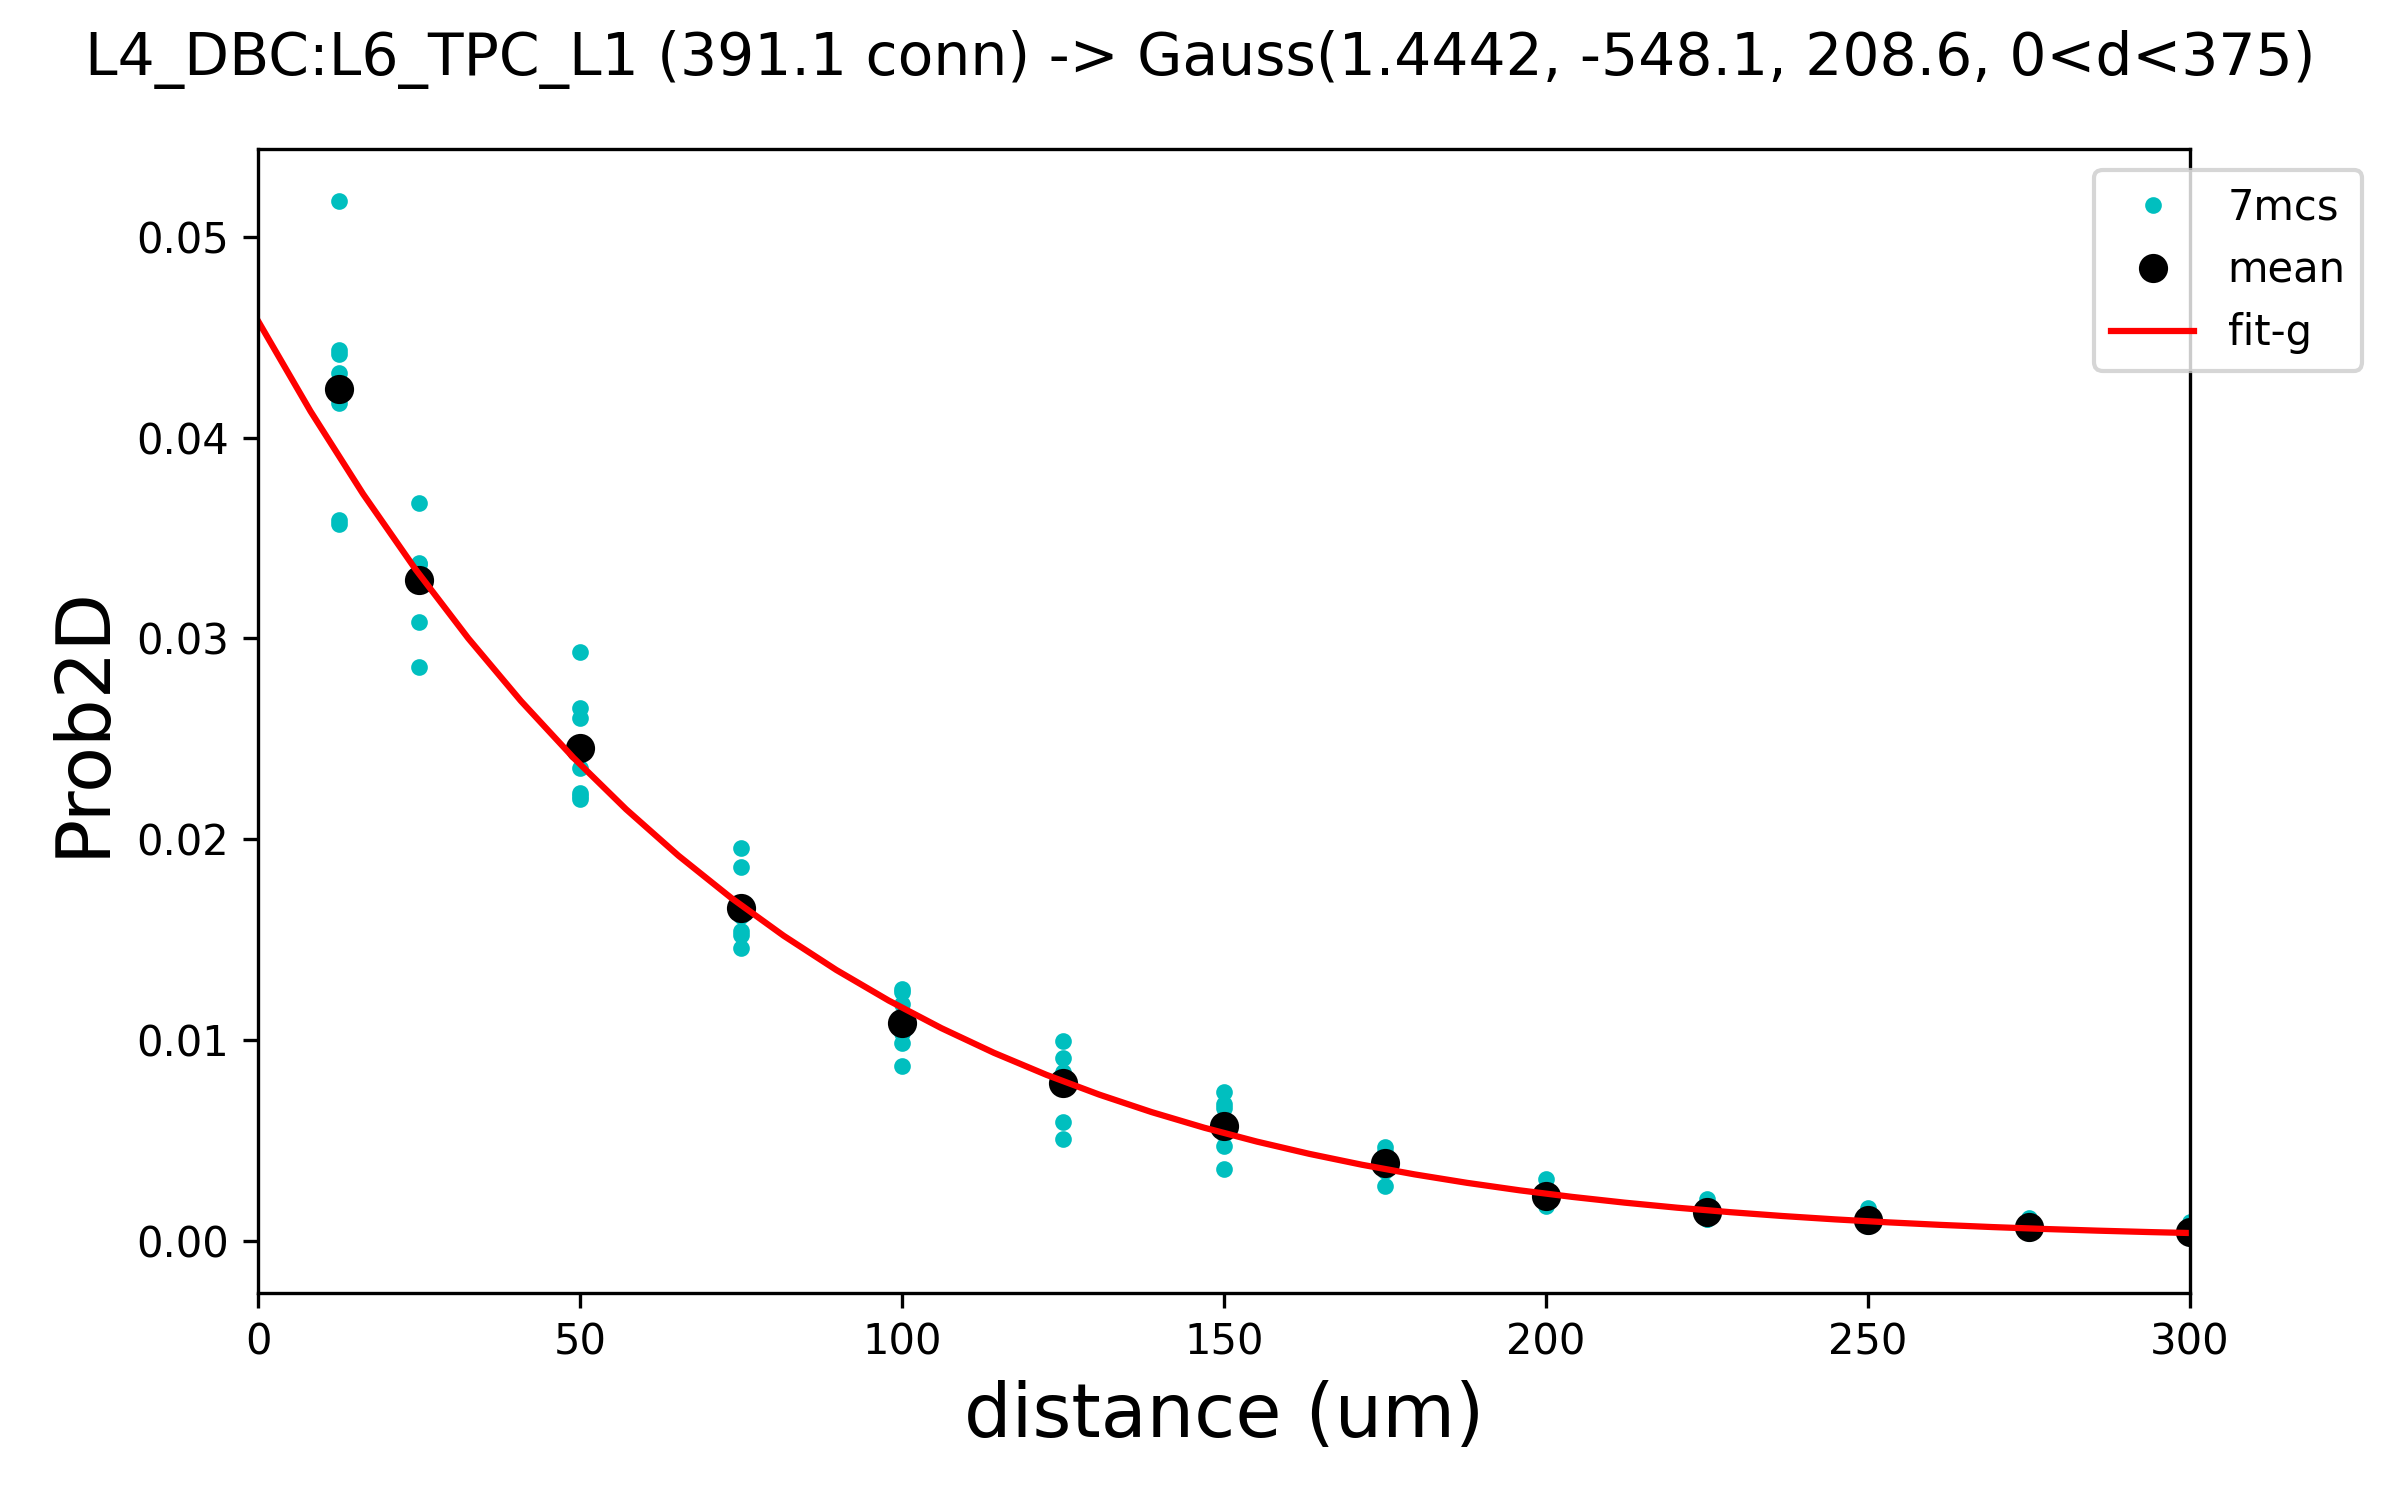 L4_DBC:L6_TPC_L1 (391.1 conn) -> Gauss(1.4442, -548.1, 208.6, 0<d<375)
7mcs
mean
fit-g
Prob2D
0.05
0.04
0.03
0.02
0.01
0.00
0 50 100 150 200 250 300
distance (um)